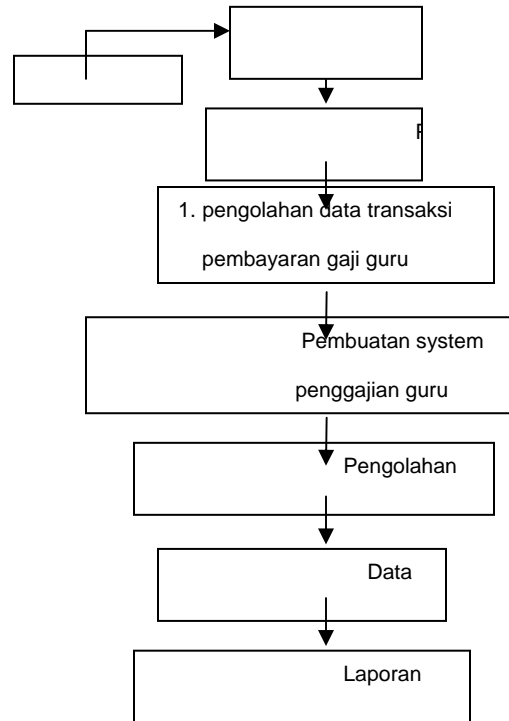 1. pengolahan data transaksi
pembayaran gaji guru
Pembuatan system
penggajian guru
Pengolahan
Data
Laporan